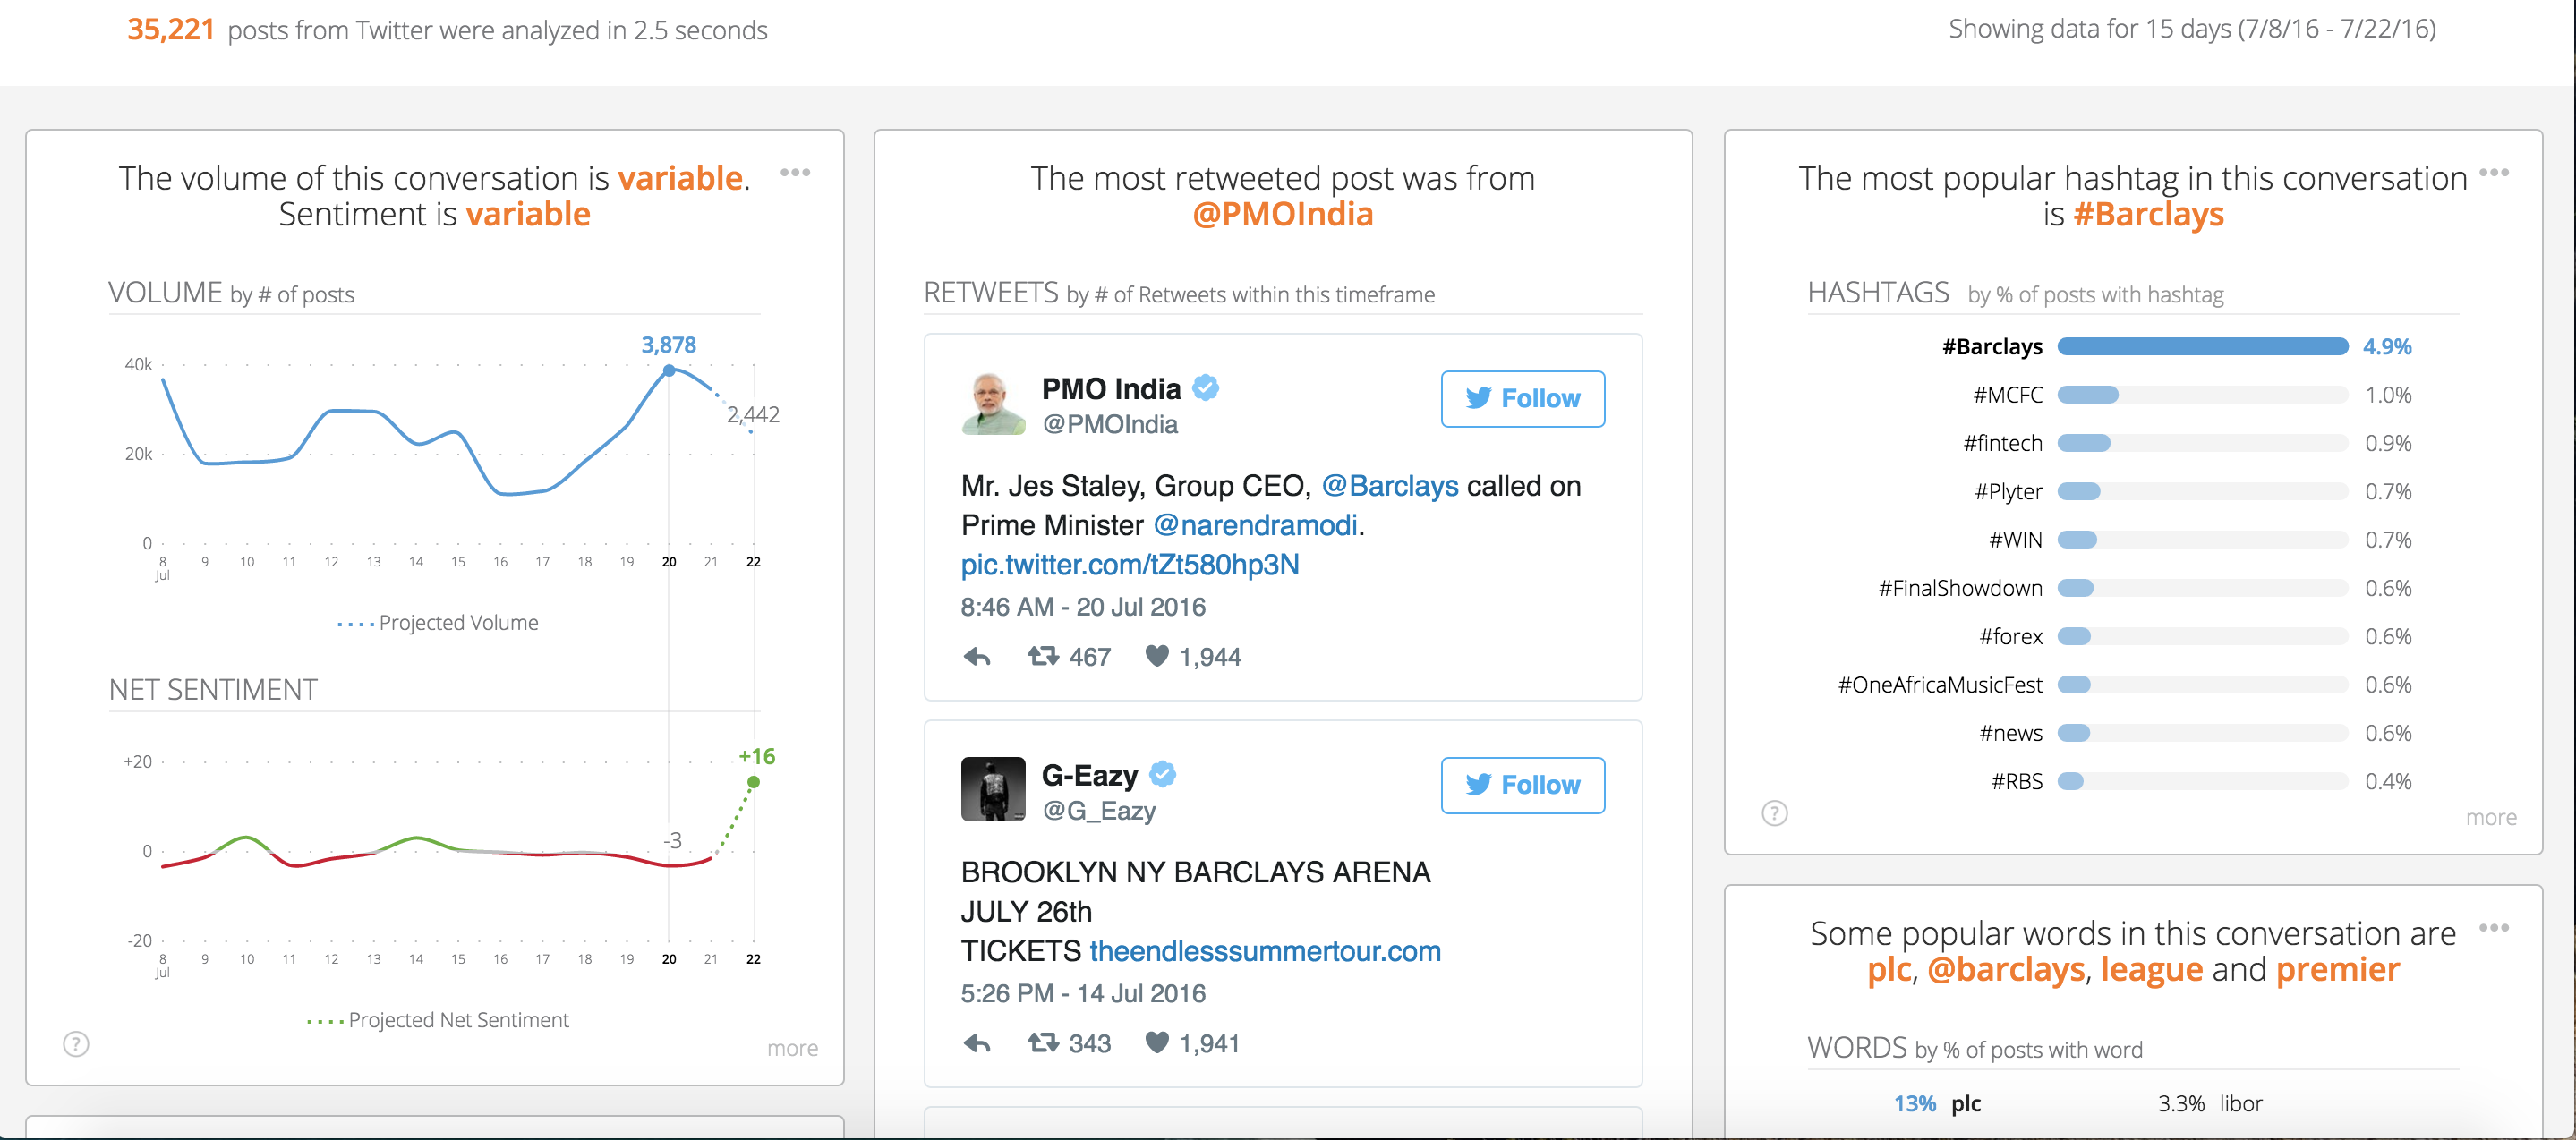 35,221 posts from Twitter were analyzed in 2.5 seconds
Showing data for 15 days (7/8/16 - 7/22/16)
The volume of this conversation is variable.
Sentiment is variable
VOLUME by # of posts
3,878
40k
2,442
20k
0
8 9 10 11 12 13 14 15 16 17 18 19 20 21 22
Jul
Projected Volume
NET SENTIMENT
+16
+20
-3
0
-20
8 9 10 11 12 13 14 15 16 17 18 19 20 21 22
Jul
Projected Net Sentiment
?
more
The most retweeted post was from
@PMOIndia
RETWEETS by # of Retweets within this timeframe
PMO India
@PMOIndia
Follow
Mr. Jes Staley, Group CEO, @Barclays called on
Prime Minister @narendramodi.
pic.twitter.com/tZt580hp3N
8:46 AM - 20 Jul 2016
467 1,944
G-Eazy
@G_Eazy
Follow
BROOKLYN NY BARCLAYS ARENA
JULY 26th
TICKETS theendlesssummertour.com
5:26 PM - 14 Jul 2016
343 1,941
The most popular hashtag in this conversation
is #Barclays
HASHTAGS by % of posts with hashtag
#Barclays 4.9%
#MCFC 1.0%
#fintech 0.9%
#Plyter 0.7%
#WIN 0.7%
#FinalShowdown 0.6%
#forex 0.6%
#OneAfricaMusicFest 0.6%
#news 0.6%
#RBS 0.4%
?
more
Some popular words in this conversation are
plc, @barclays, league and premier
WORDS by % of posts with word
13% plc 3.3% libor